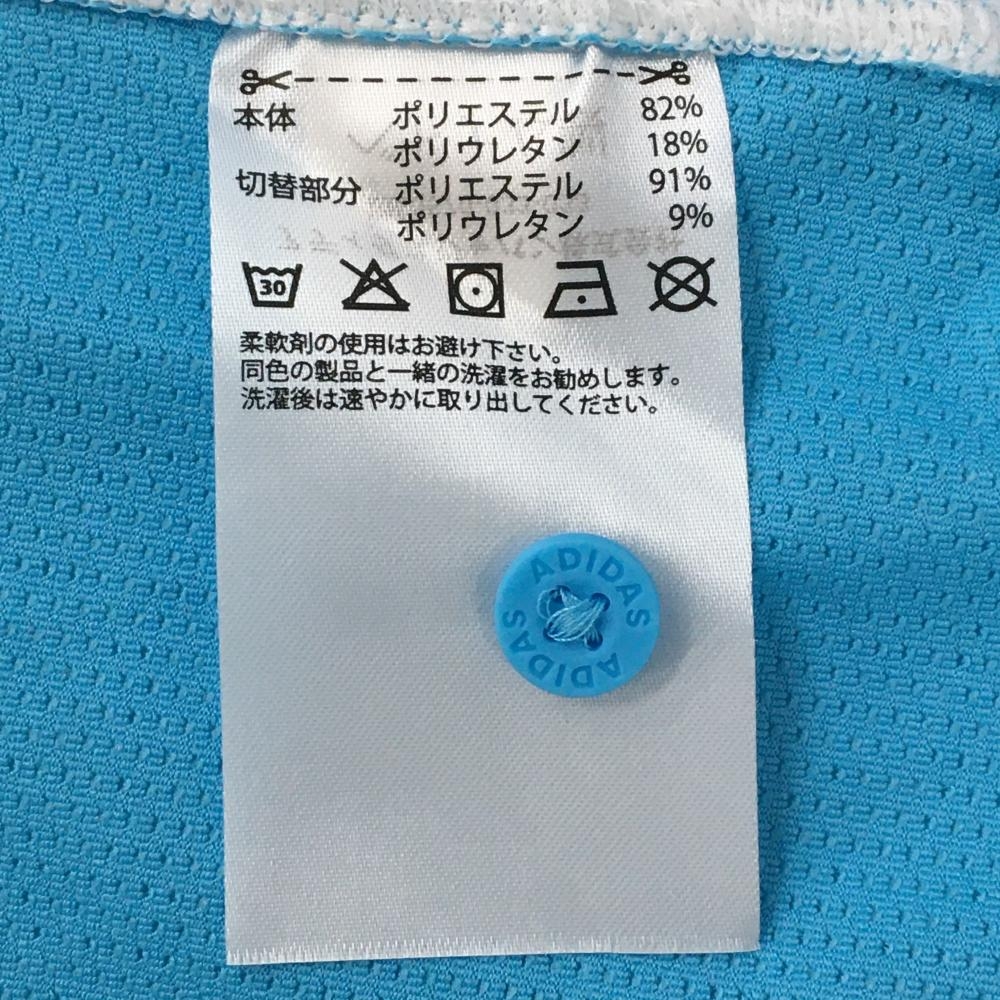 本体 ポリエステル 82%
ポリウレタン 18%
切替部分 ポリエステル 91%
ポリウレタン 9%
30
柔軟剤の使用はお避け下さい。
同色の製品と一緒の洗濯をお勧めします。
洗濯後は速やかに取り出してください。
ADIDAS
ADIDAS